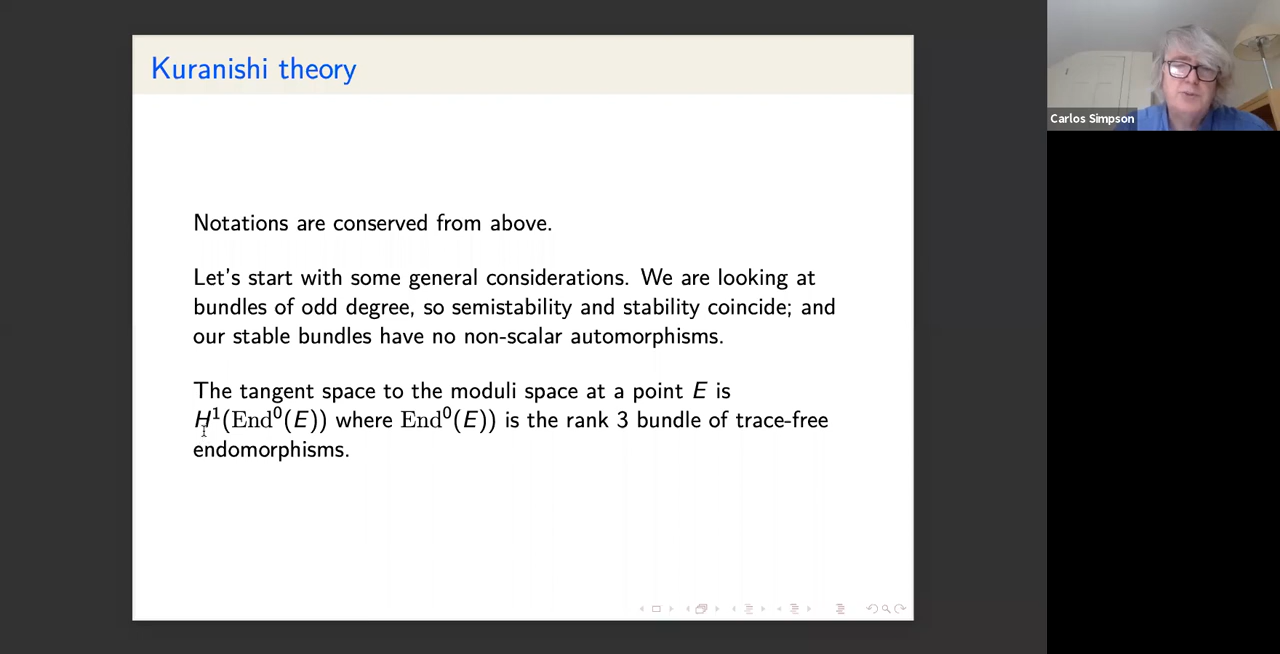 Kuranishi theory
Carlos Simpson
Notations are conserved from above.
Let's start with some general considerations. We are looking at
bundles of odd degree, so semistability and stability coincide; and
our stable bundles have no non-scalar automorphisms.
The tangent space to the moduli space at a point E is
H¹(End⁰(E)) where End⁰(E)) is the rank 3 bundle of trace-free
endomorphisms.